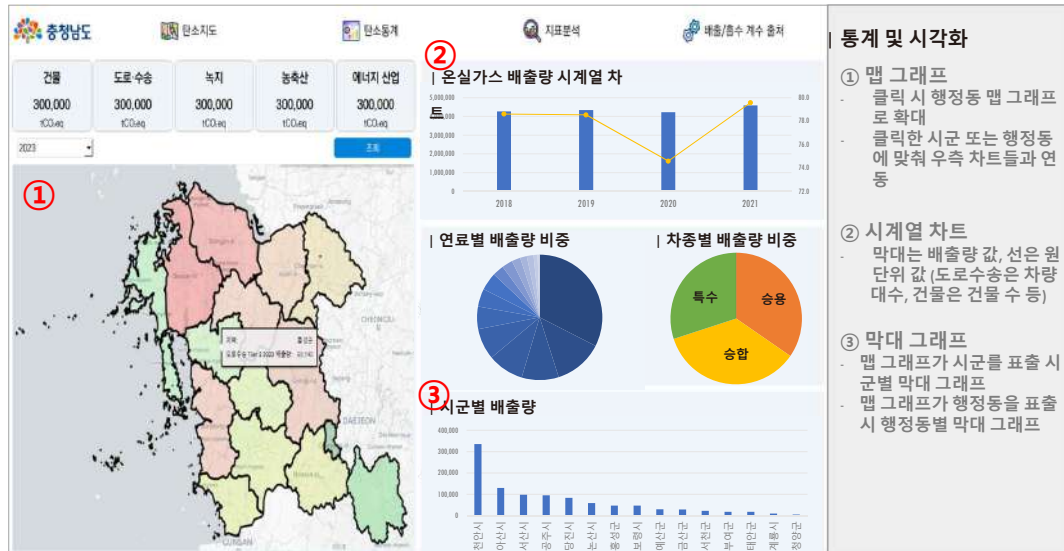 충청남도
탄소지도
탄소통계
지표분석
배출/흡수 계수 출처
건물
300,000
tCO₂eq
도로·수송
300,000
tCO₂eq
녹지
300,000
tCO₂eq
농축산
300,000
tCO₂eq
에너지 산업
300,000
tCO₂eq
2023
조회
①
DAEJEON
②
| 온실가스 배출량 시계열 차
트
5,000,000
4,000,000
3,000,000
2,000,000
1,000,000
0
80.0
78.0
76.0
74.0
72.0
2018
2019
2020
2021
| 연료별 배출량 비중
| 차종별 배출량 비중
특수
승용
승합
③
| 시군별 배출량
400,000
300,000
200,000
100,000
0
천안시
아산시
서산시
공주시
당진시
논산시
홍성군
보령시
예산군
금산군
서천군
부여군
태안군
계룡시
청양군
| 통계 및 시각화
① 맵 그래프
- 클릭 시 행정동 맵 그래프
로 확대
- 클릭한 시군 또는 행정동
에 맞춰 우측 차트들과 연
동
② 시계열 차트
- 막대는 배출량 값, 선은 원
단위 값 (도로수송은 차량
대수, 건물은 건물 수 등)
③ 막대 그래프
- 맵 그래프가 시군를 표출 시
군별 막대 그래프
- 맵 그래프가 행정동을 표출
시 행정동별 막대 그래프